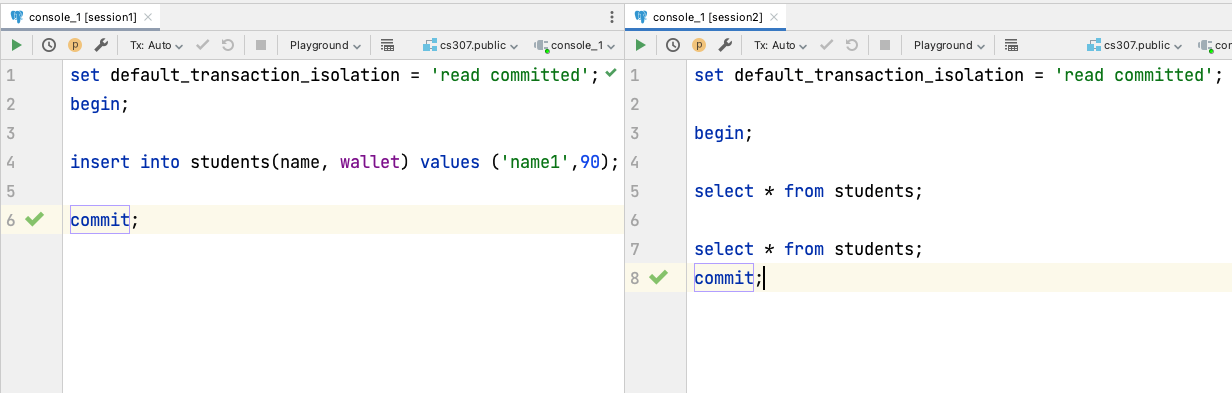 console_1 [session1]
Tx: Auto
Playground
cs307.public
console_1
1 set default_transaction_isolation = 'read committed';
2 begin;
3
4 insert into students(name, wallet) values ('name1',90);
5
6 commit;
console_1 [session2]
Tx: Auto
Playground
cs307.public
1 set default_transaction_isolation = 'read committed';
2
3 begin;
4
5 select * from students;
6
7 select * from students;
8 commit;